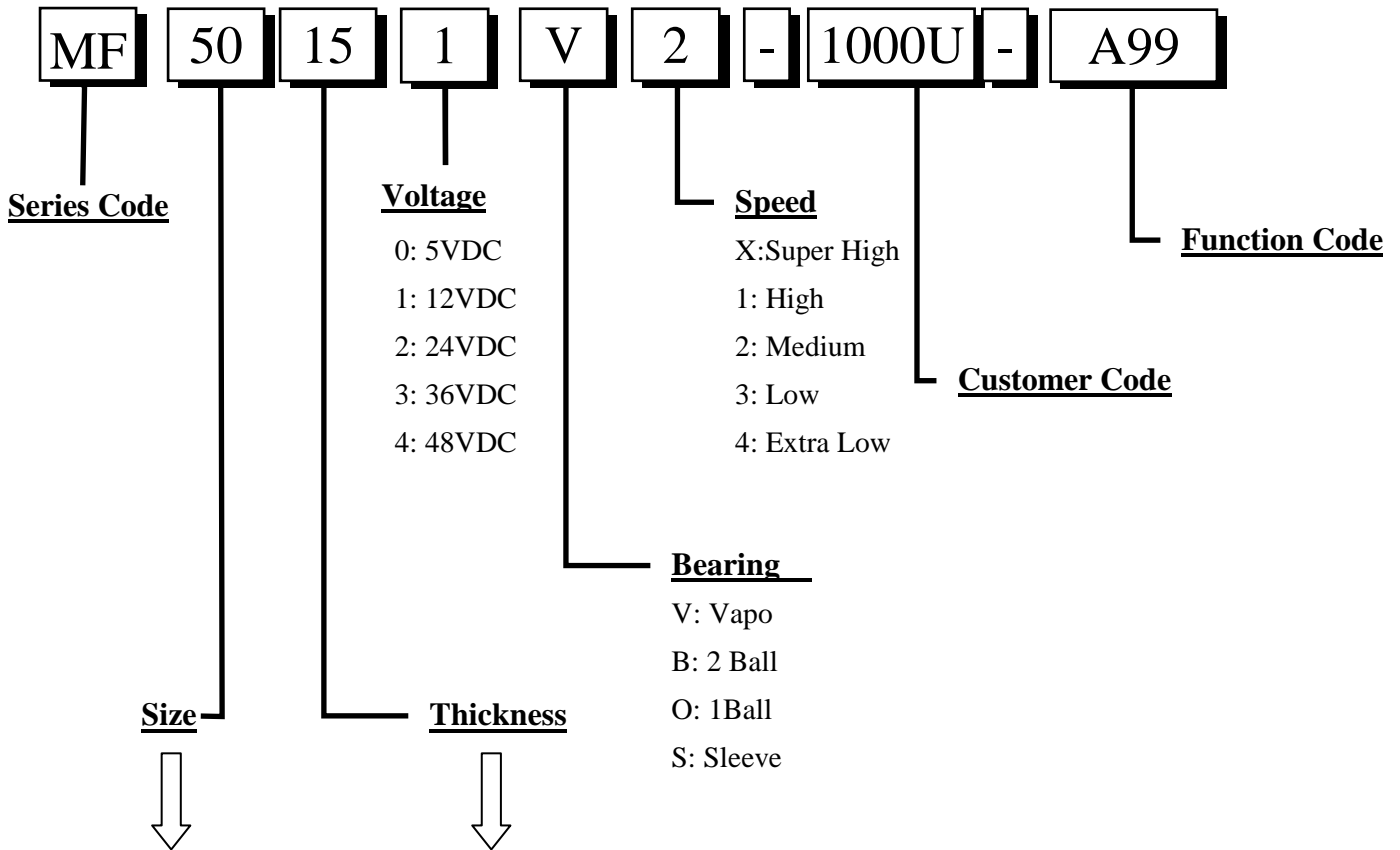 MF 50 15 1 V 2 - 1000U - A99
Series Code
Voltage
0: 5VDC
1: 12VDC
2: 24VDC
3: 36VDC
4: 48VDC
Speed
X:Super High
1: High
2: Medium
3: Low
4: Extra Low
Function Code
Customer Code
Bearing
V: Vapo
B: 2 Ball
O: 1Ball
S: Sleeve
Size
Thickness